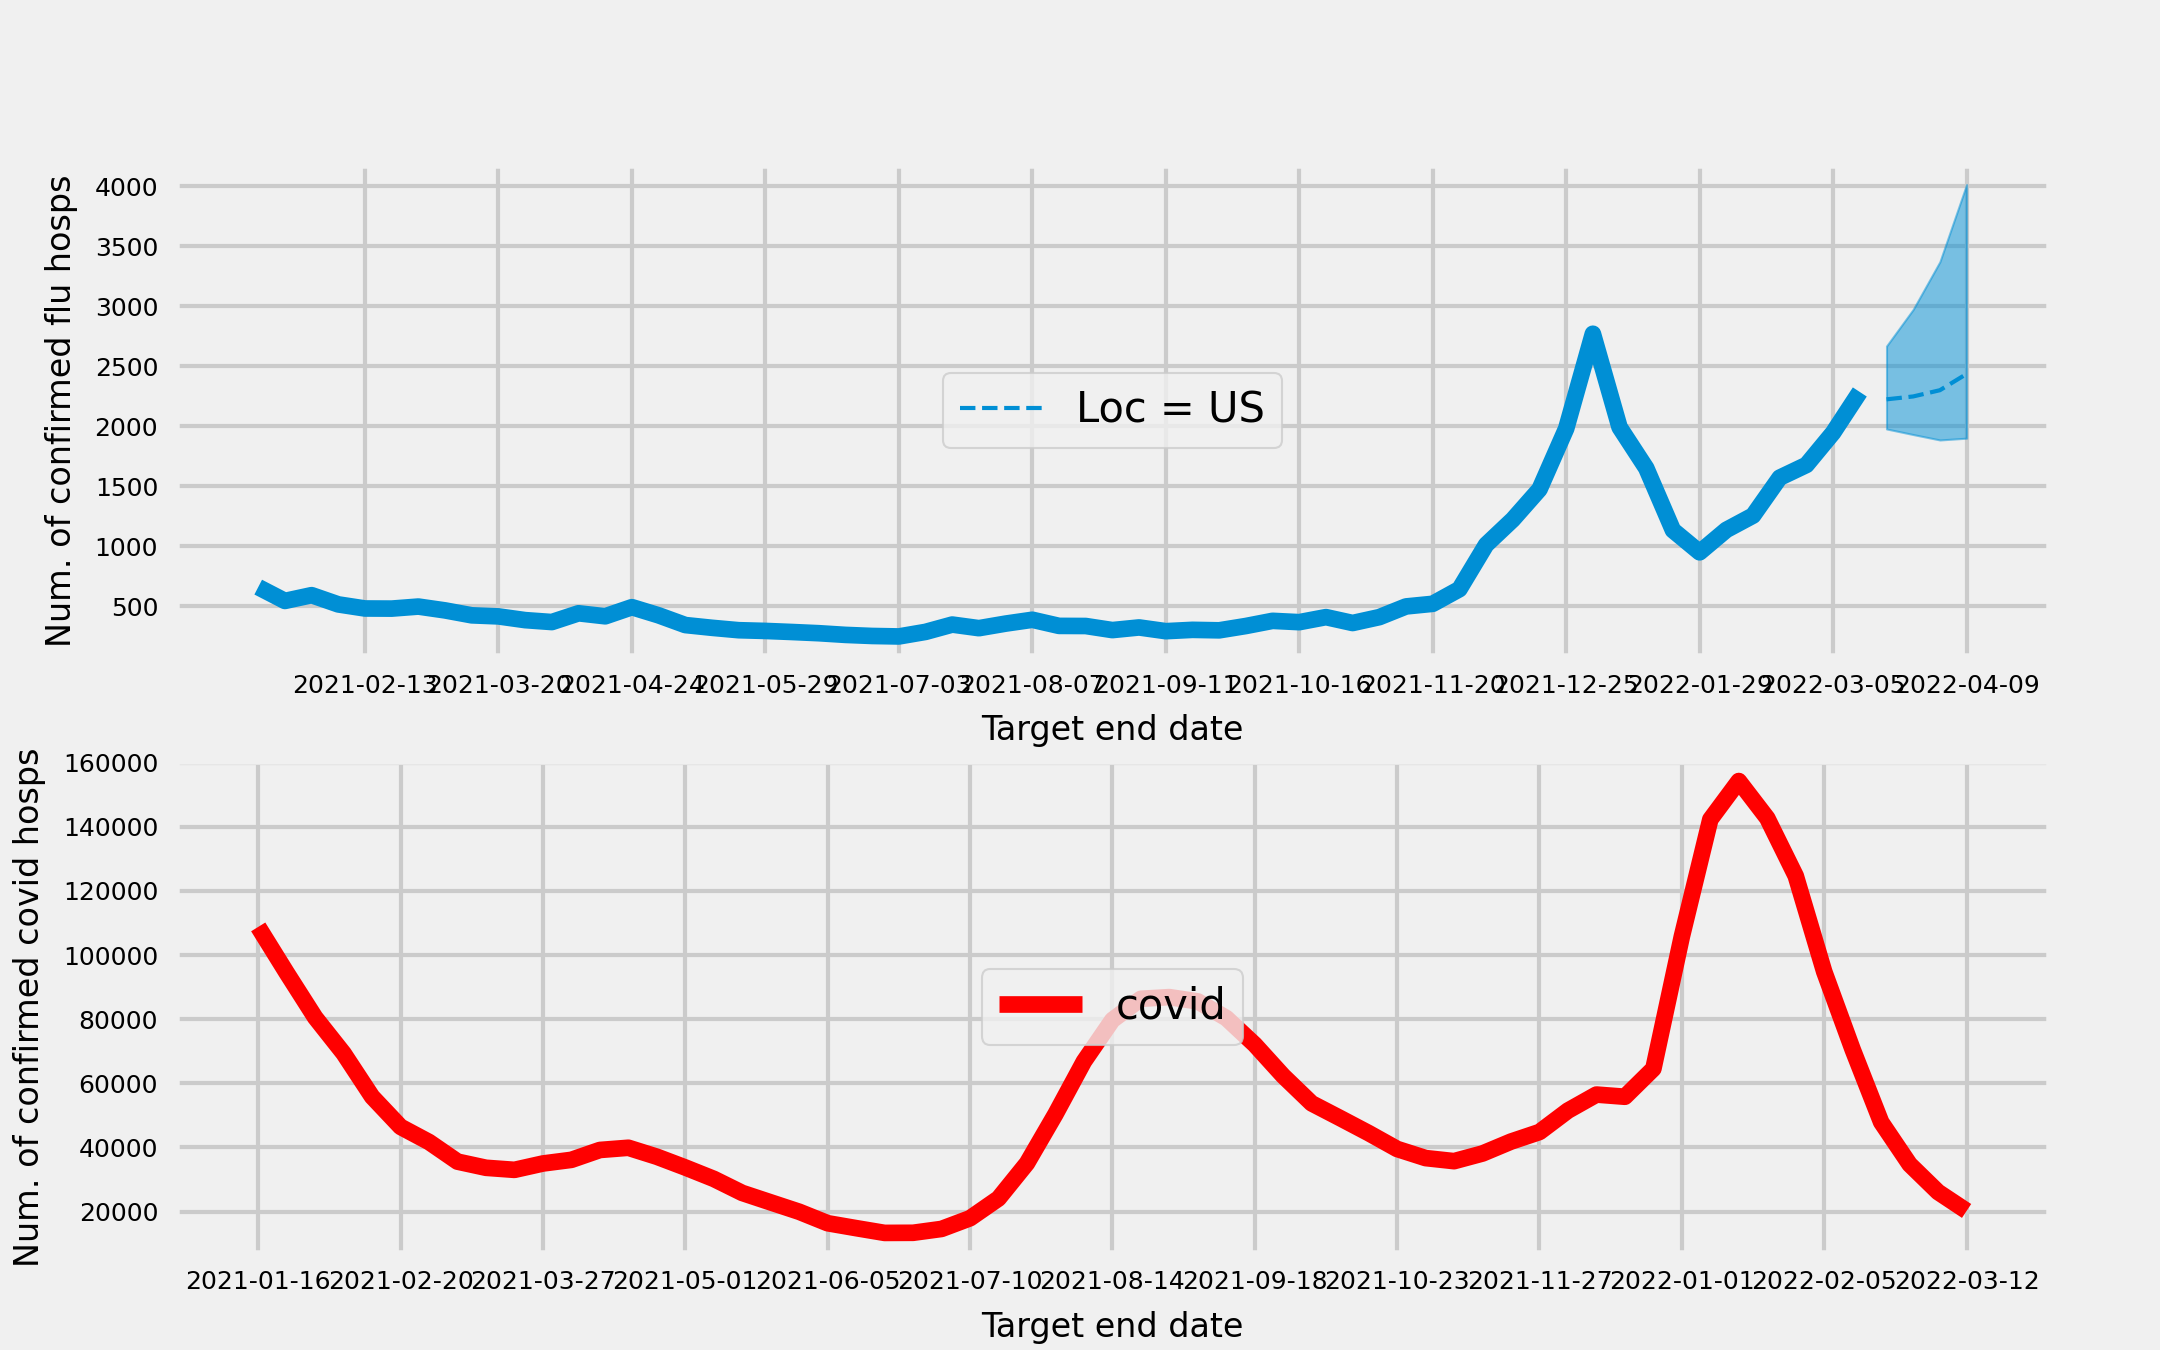 Num. of confirmed flu hosps
4000
3500
3000
2500
2000
1500
1000
500
Loc = US
2021-02-13 2021-03-20 2021-04-24 2021-05-29 2021-07-03 2021-08-07 2021-09-11 2021-10-16 2021-11-20 2021-12-25 2022-01-29 2022-03-05 2022-04-09
Target end date
Num. of confirmed covid hosps
160000
140000
120000
100000
80000
60000
40000
20000
covid
2021-01-16 2021-02-20 2021-03-27 2021-05-01 2021-06-05 2021-07-10 2021-08-14 2021-09-18 2021-10-23 2021-11-27 2022-01-01 2022-02-05 2022-03-12
Target end date